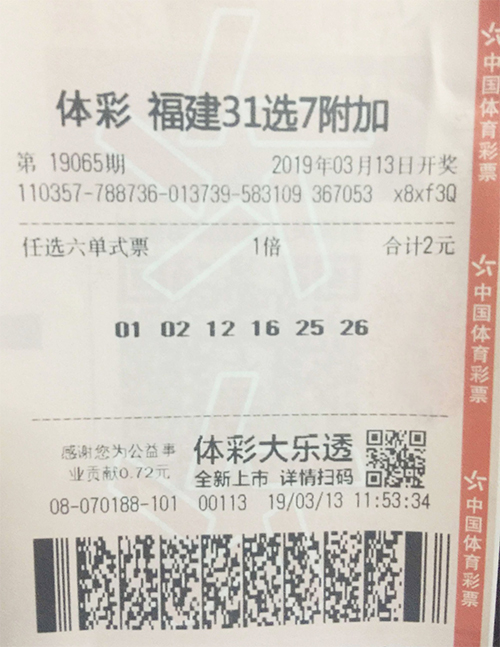 体彩 福建31选7附加
第 19065期 2019年03月13日开奖
110357-788736-013739-583109 367053 x8xf3Q
任选六单式票 1倍 合计2元
01 02 12 16 25 26
感谢您为公益事
业贡献0.72元
体彩大乐透
全新上市 详情扫码
08-070188-101 00113 19/03/13 11:53:34
中国体育彩票
中国体育彩票
中国体育彩票